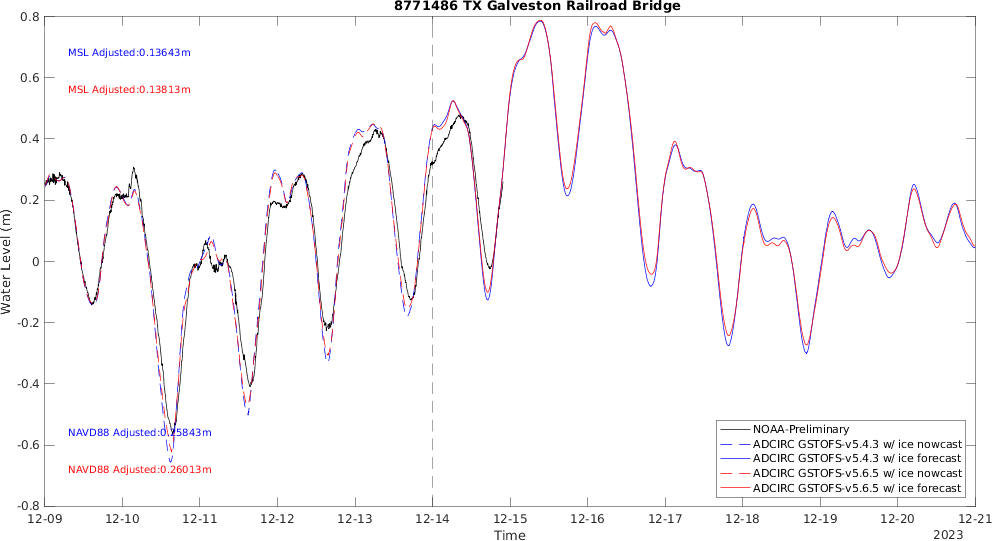 8771486 TX Galveston Railroad Bridge
0.8
0.6
0.4
0.2
0
-0.2
-0.4
-0.6
-0.8
Water Level (m)
MSL Adjusted:0.13643m
MSL Adjusted:0.13813m
NAVD88 Adjusted:0.25843m
NAVD88 Adjusted:0.26013m
NOAA-Preliminary
ADCIRC GSTOFS-v5.4.3 w/ ice nowcast
ADCIRC GSTOFS-v5.4.3 w/ ice forecast
ADCIRC GSTOFS-v5.6.5 w/ ice nowcast
ADCIRC GSTOFS-v5.6.5 w/ ice forecast
12-09 12-10 12-11 12-12 12-13 12-14 12-15 12-16 12-17 12-18 12-19 12-20 12-21
Time
2023